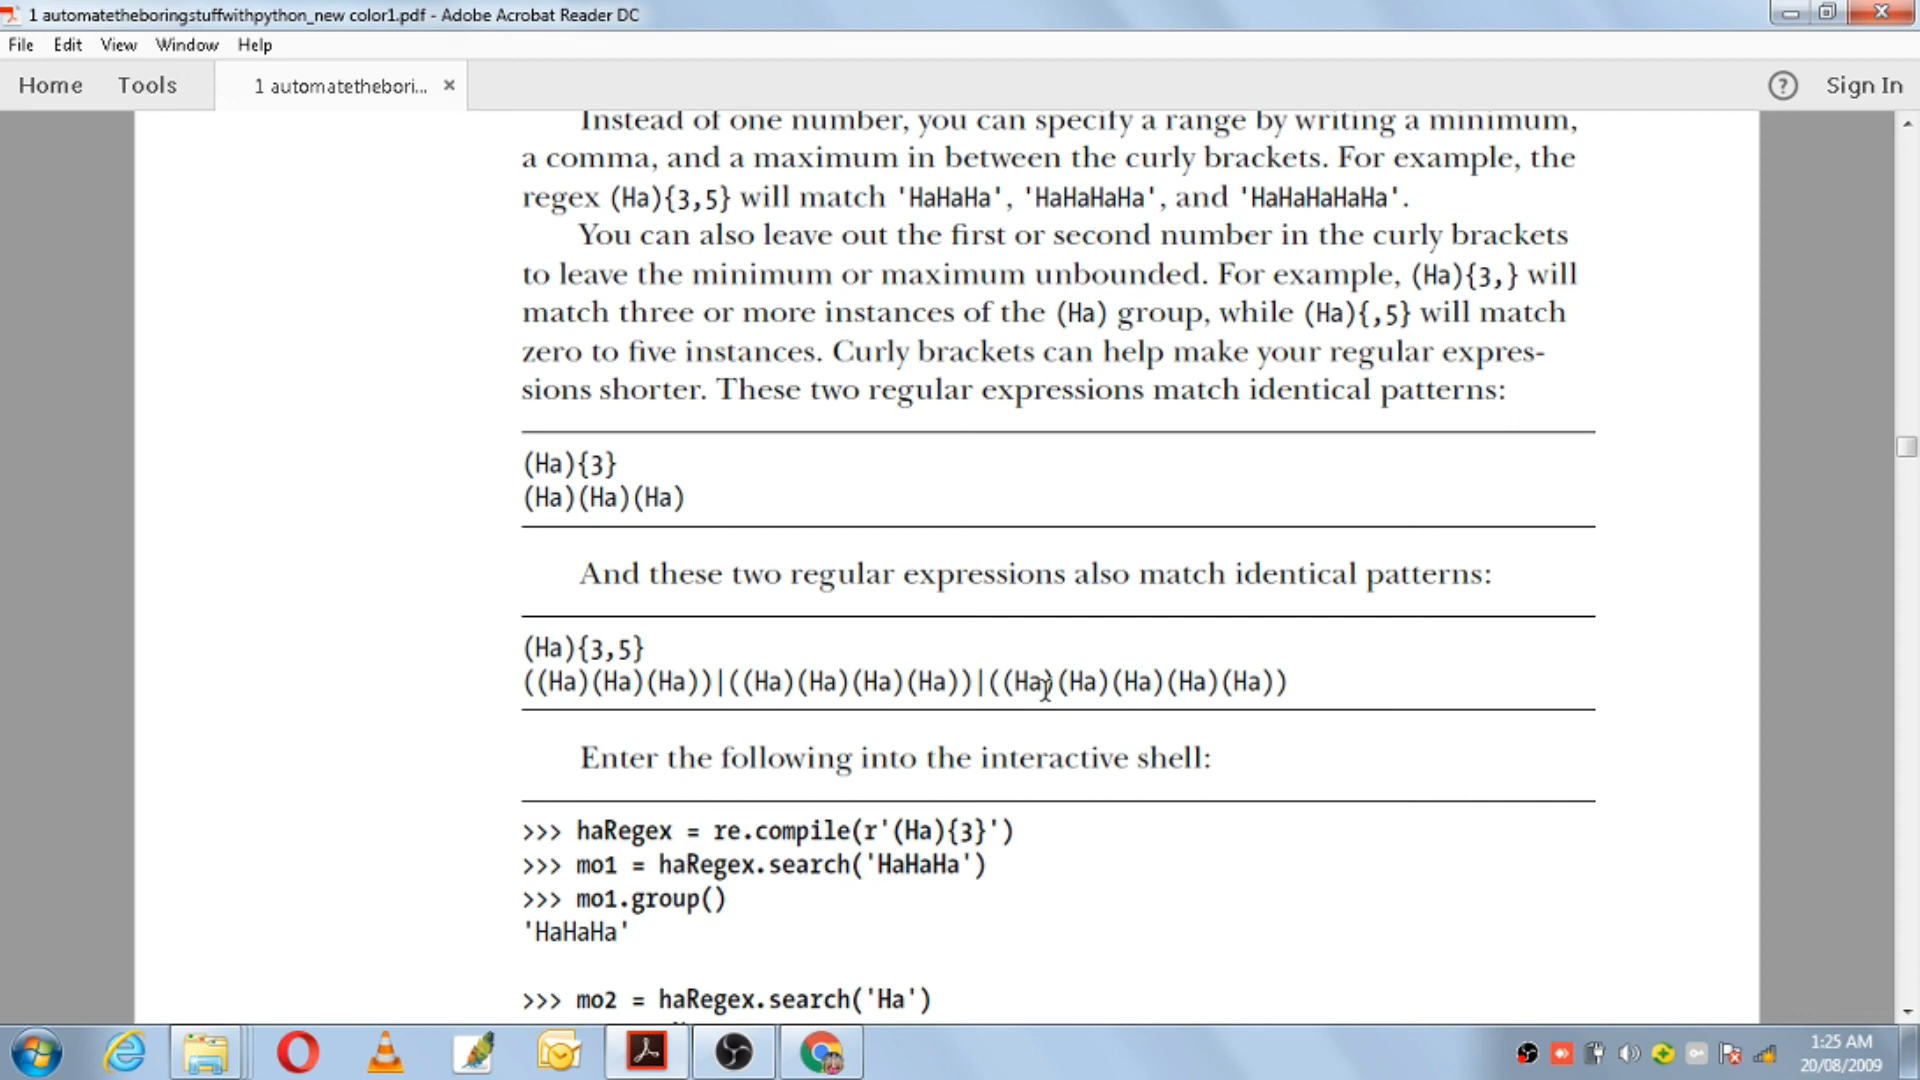 1 automatetheboringstuffwithpython_new color1.pdf - Adobe Acrobat Reader DC
File Edit View Window Help
Home Tools 1 automatethebori... × ? Sign In
Instead of one number, you can specify a range by writing a minimum,
a comma, and a maximum in between the curly brackets. For example, the
regex (Ha){3,5} will match 'HaHaHa', 'HaHaHaHa', and 'HaHaHaHaHa'.
You can also leave out the first or second number in the curly brackets
to leave the minimum or maximum unbounded. For example, (Ha){3,} will
match three or more instances of the (Ha) group, while (Ha){,5} will match
zero to five instances. Curly brackets can help make your regular expres-
sions shorter. These two regular expressions match identical patterns:
(Ha){3}
(Ha)(Ha)(Ha)
And these two regular expressions also match identical patterns:
(Ha){3,5}
((Ha)(Ha)(Ha))|((Ha)(Ha)(Ha)(Ha))|((Ha)(Ha)(Ha)(Ha)(Ha))
Enter the following into the interactive shell:
>>> haRegex = re.compile(r'(Ha){3}')
>>> mo1 = haRegex.search('HaHaHa')
>>> mo1.group()
'HaHaHa'
>>> mo2 = haRegex.search('Ha')
1:25 AM
20/08/2009